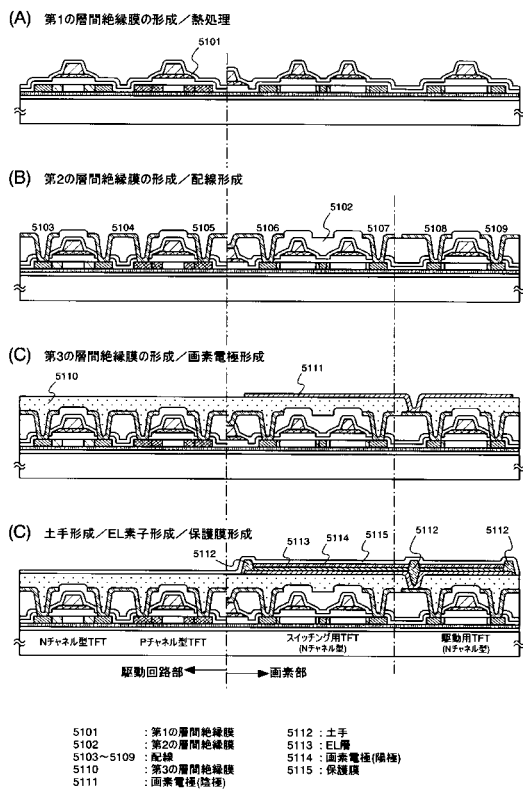 (A) 第1の層間絶縁膜の形成／熱処理
5101
(B) 第2の層間絶縁膜の形成／配線形成
5103 5104 5105 5106 5102 5107 5108 5109
(C) 第3の層間絶縁膜の形成／画素電極形成
5110 5111
(C) 土手形成／EL素子形成／保護膜形成
5112 5113 5114 5115 5112 5112
Nチャネル型TFT Pチャネル型TFT スイッチング用TFT 駆動用TFT
(Nチャネル型) (Nチャネル型)
駆動回路部 画素部
5101 :第1の層間絶縁膜 5112 :土手
5102 :第2の層間絶縁膜 5113 :EL層
5103～5109 :配線 5114 :画素電極(陽極)
5110 :第3の層間絶縁膜 5115 :保護膜
5111 :画素電極(陰極)